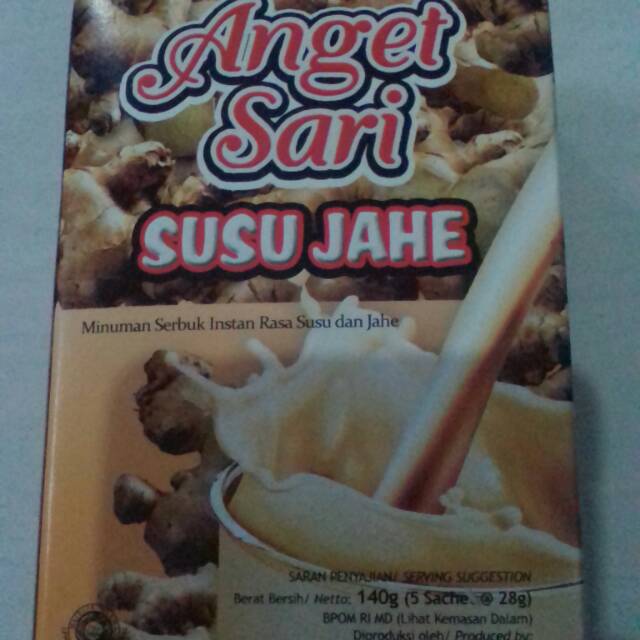 Anget
Sari
SUSU JAHE
Minuman Serbuk Instan Rasa Susu dan Jahe
SARAN PENYAJIAN/ SERVING SUGGESTION
Berat Bersih/ Netto: 140g (5 Sache @ 28g)
BPOM RI MD (Lihat Kemasan Dalam)
Diproduksi oleh/ Produced by: